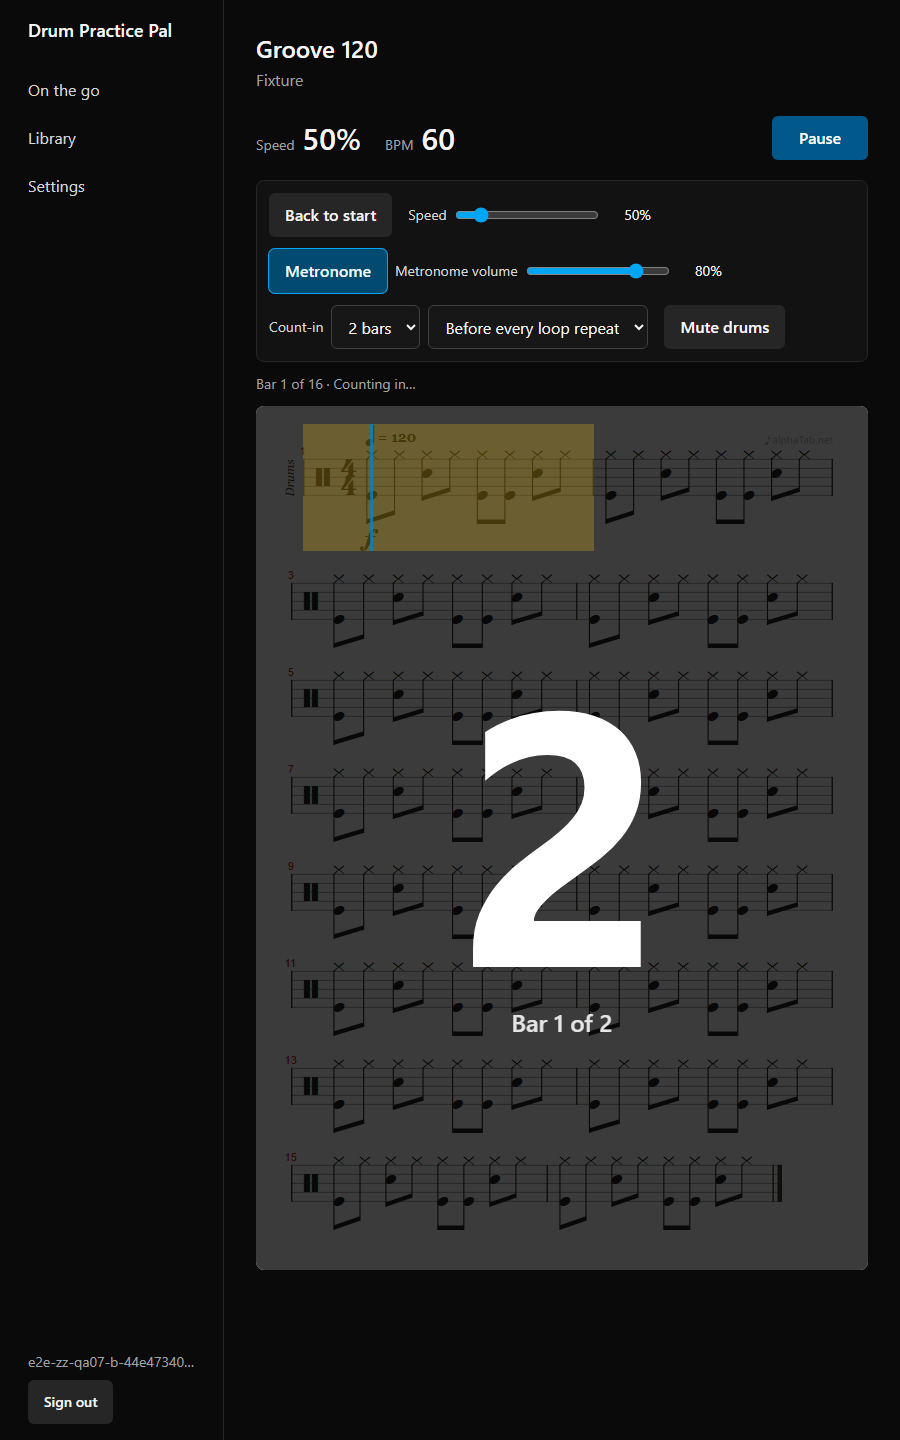 Drum Practice Pal
On the go
Library
Settings
Groove 120
Fixture
Speed 50% BPM 60
Pause
Back to start Speed 50%
Metronome Metronome volume 80%
Count-in 2 bars Before every loop repeat Mute drums
Bar 1 of 16 · Counting in...
= 120
alphaTab.net
Drums
4
4
f
3
5
7
2
9
11
Bar 1 of 2
13
15
e2e-zz-qa07-b-44e47340...
Sign out